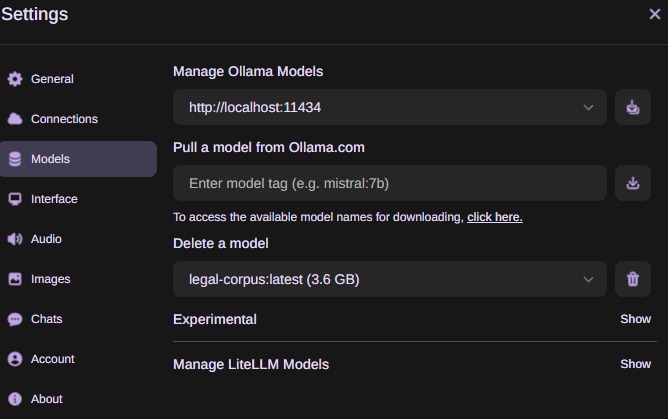 Settings
General
Connections
Models
Interface
Audio
Images
Chats
Account
About
Manage Ollama Models
http://localhost:11434
Pull a model from Ollama.com
Enter model tag (e.g. mistral:7b)
To access the available model names for downloading, click here.
Delete a model
legal-corpus:latest (3.6 GB)
Experimental Show
Manage LiteLLM Models Show